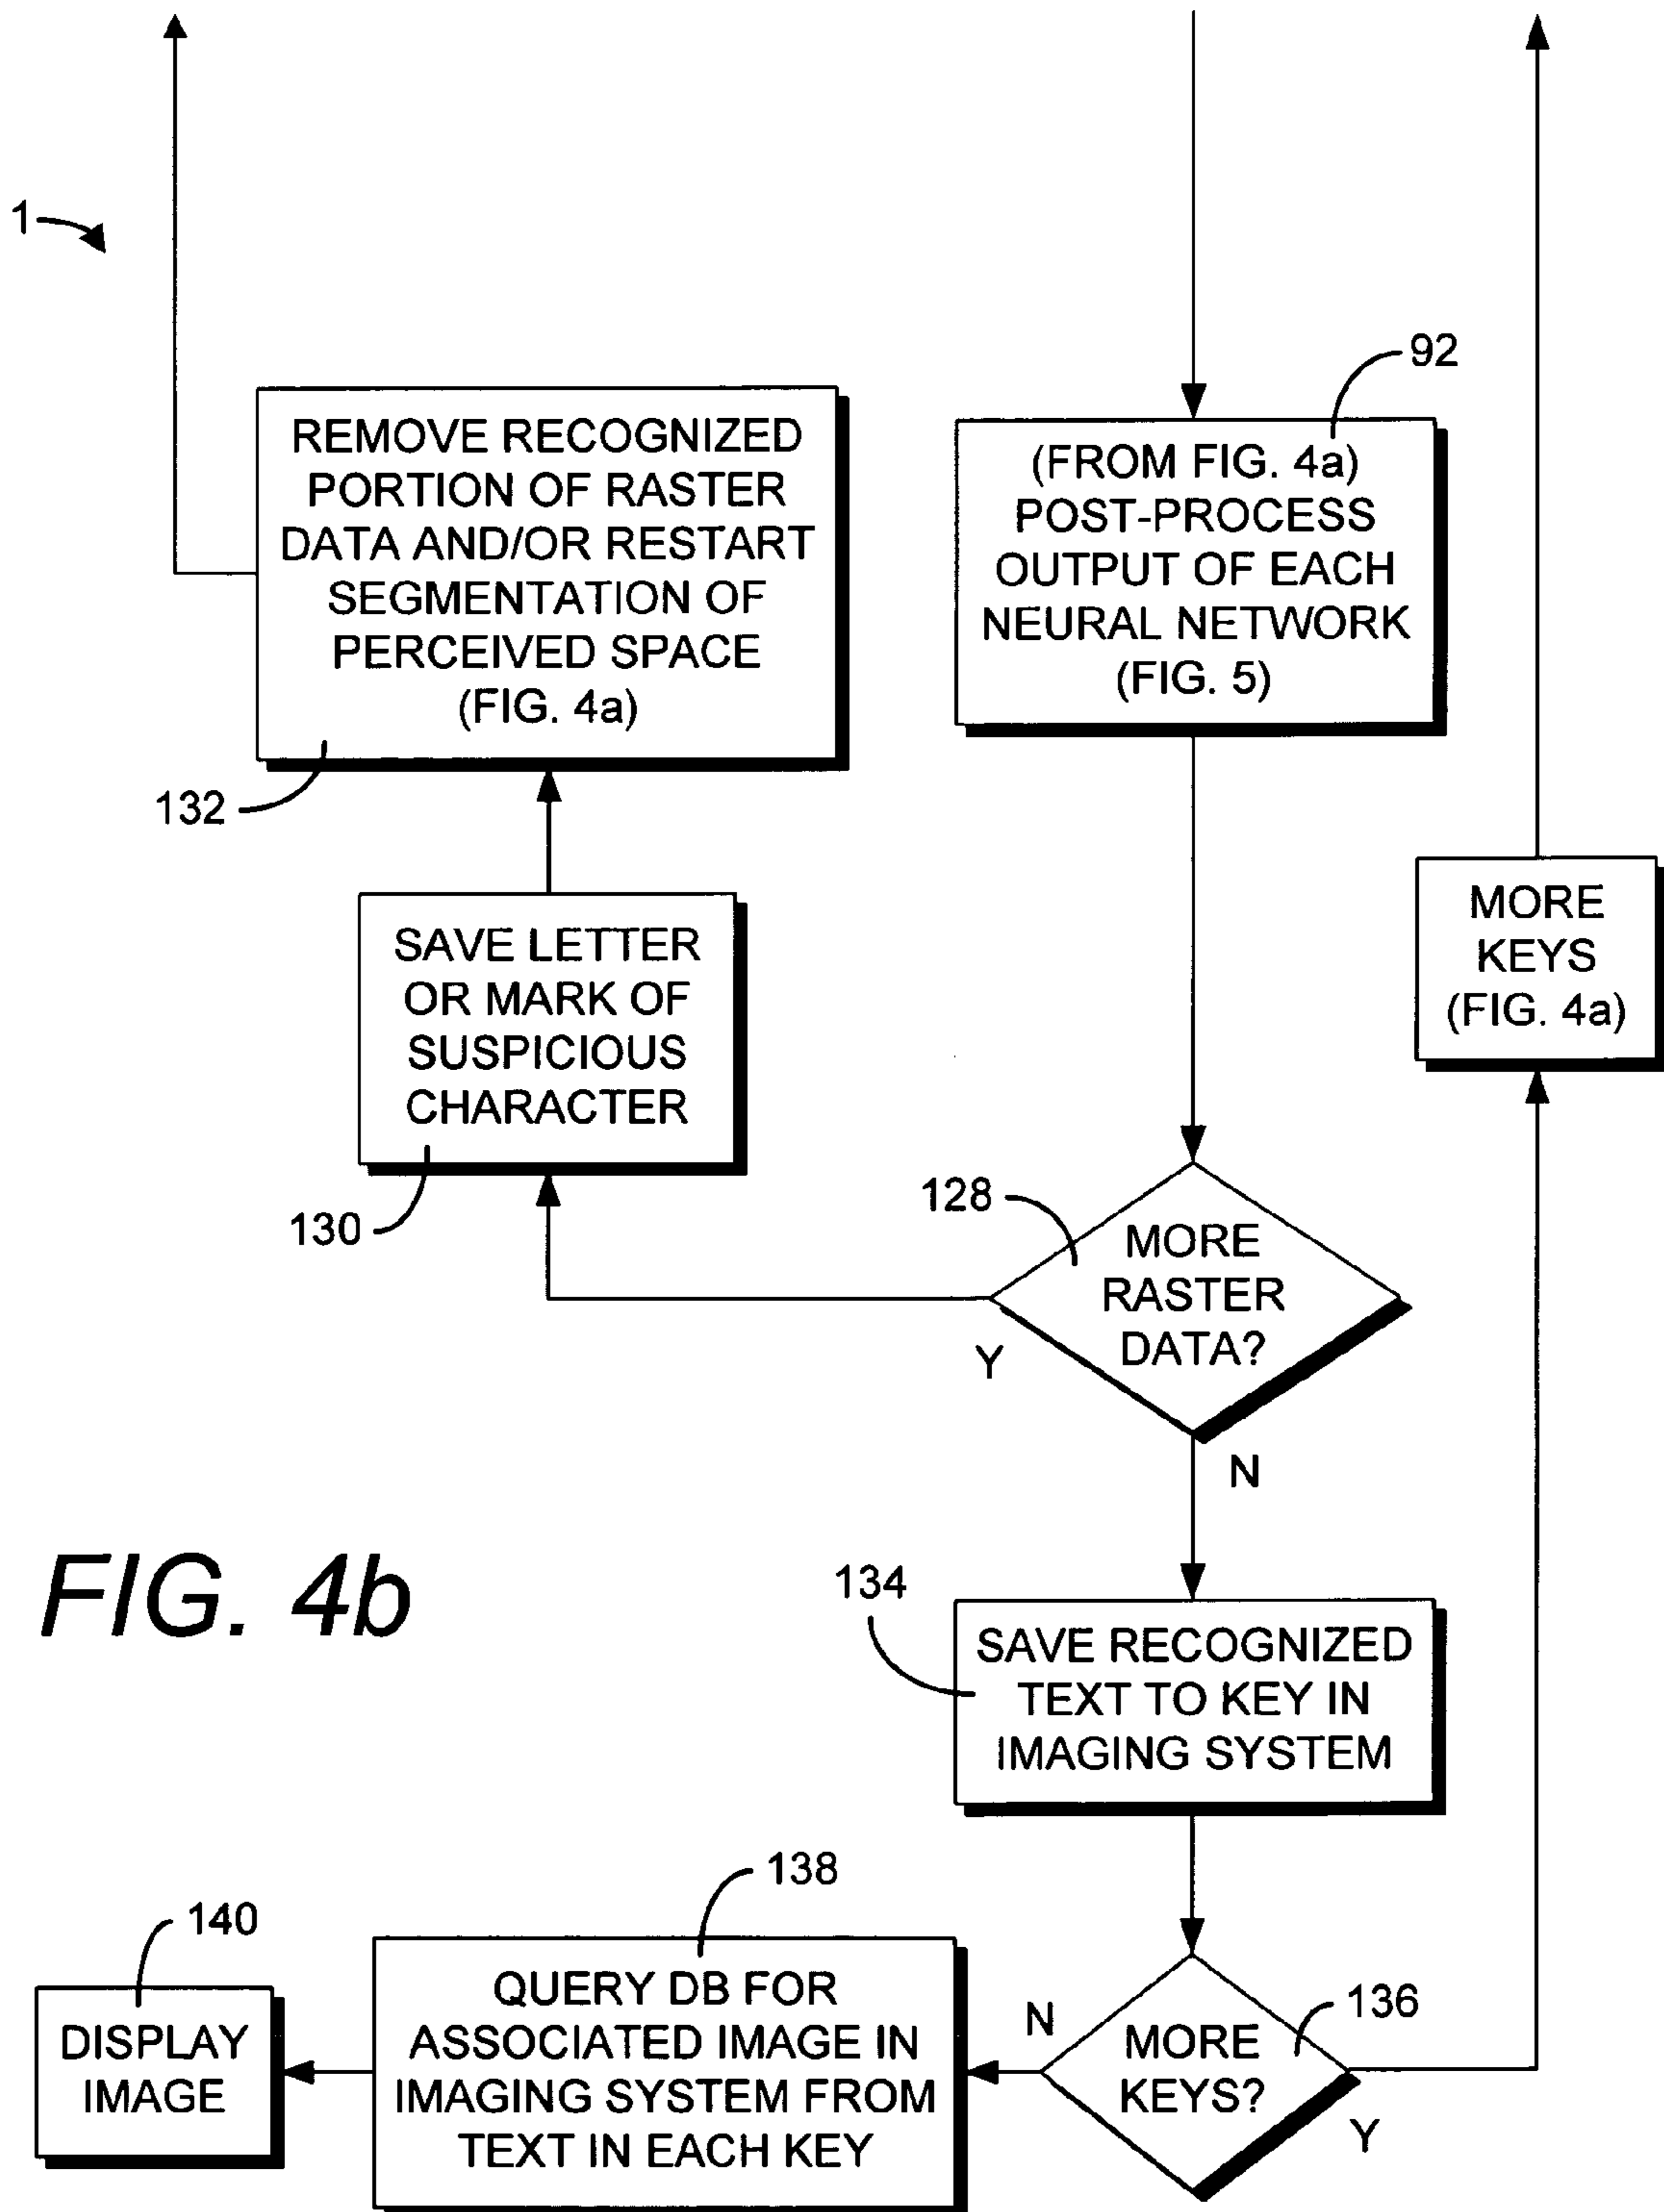 1
92
REMOVE RECOGNIZED
PORTION OF RASTER
DATA AND/OR RESTART
SEGMENTATION OF
PERCEIVED SPACE
(FIG. 4a)
132
(FROM FIG. 4a)
POST-PROCESS
OUTPUT OF EACH
NEURAL NETWORK
(FIG. 5)
MORE
KEYS
(FIG. 4a)
SAVE LETTER
OR MARK OF
SUSPICIOUS
CHARACTER
130
128
MORE
RASTER
DATA?
Y
N
FIG. 4b
134
SAVE RECOGNIZED
TEXT TO KEY IN
IMAGING SYSTEM
136
MORE
KEYS?
N
Y
138
QUERY DB FOR
ASSOCIATED IMAGE IN
IMAGING SYSTEM FROM
TEXT IN EACH KEY
140
DISPLAY
IMAGE